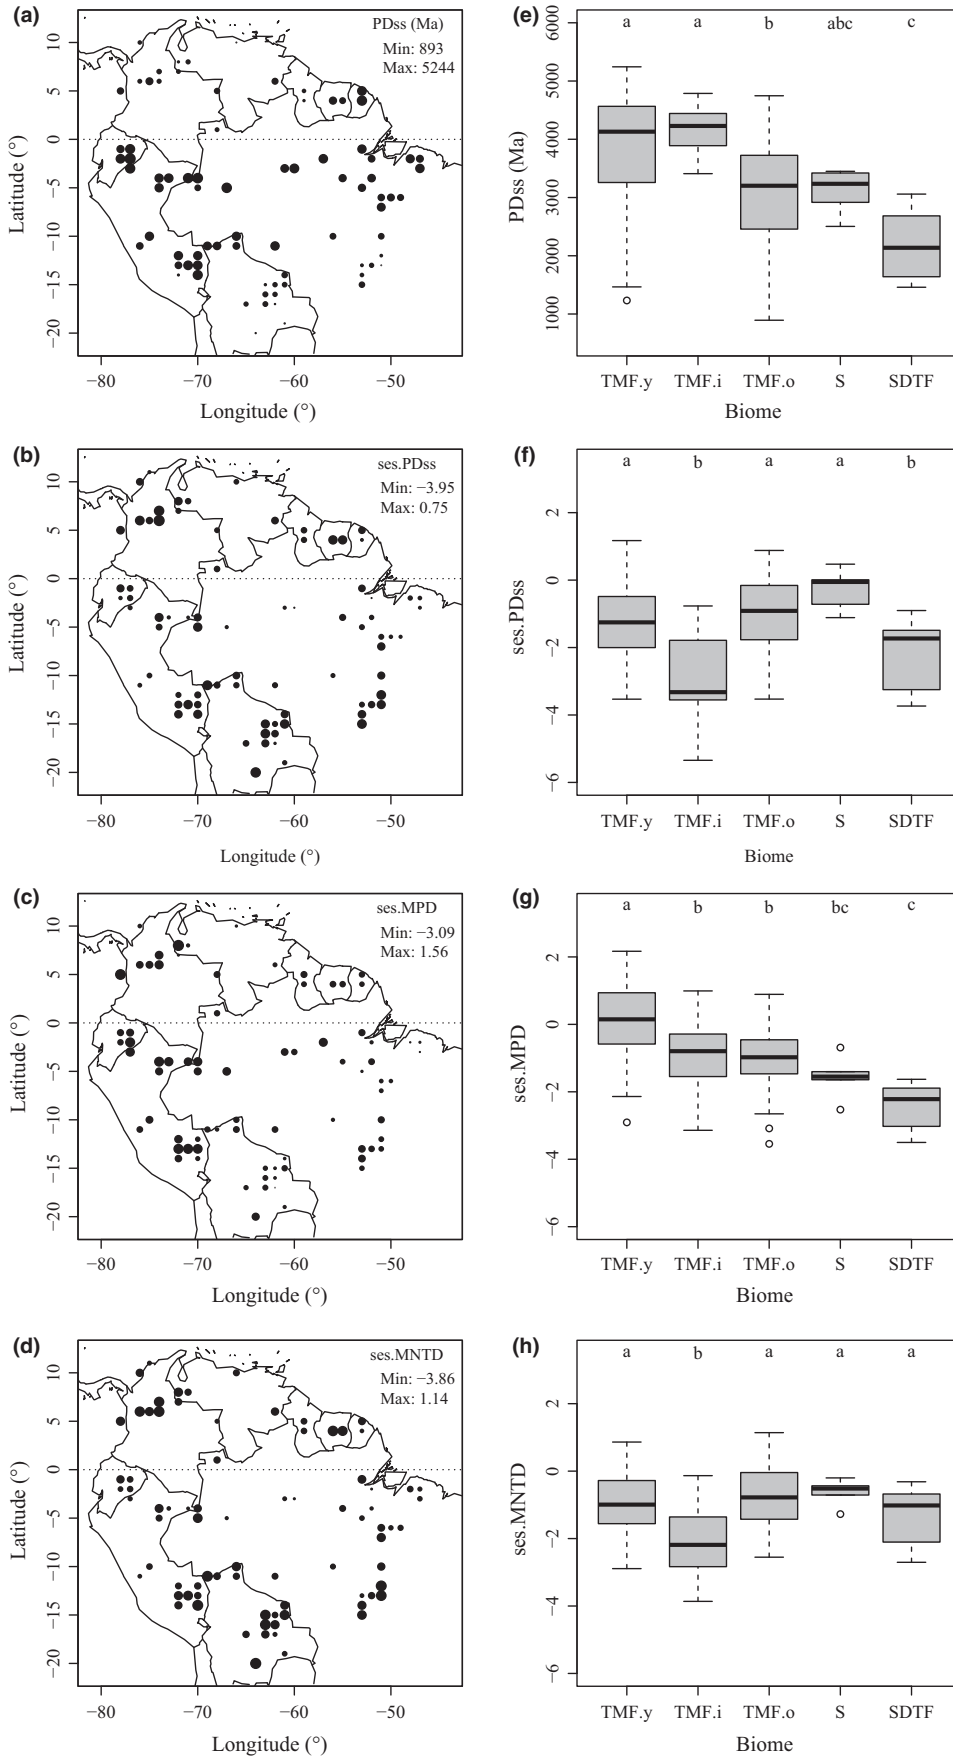 (a)
PDss (Ma)
Min: 893
Max: 5244
10
5
0
−5
−10
−15
−20
Latitude (°)
−80 −70 −60 −50
Longitude (°)
(e)
a a b abc c
6000
5000
4000
3000
2000
1000
PDss (Ma)
TMF.y TMF.i TMF.o S SDTF
Biome
(b)
ses.PDss
Min: −3.95
Max: 0.75
10
5
0
−5
−10
−15
−20
Latitude (°)
−80 −70 −60 −50
Longitude (°)
(f)
a b a a b
2
0
−2
−4
−6
ses.PDss
TMF.y TMF.i TMF.o S SDTF
Biome
(c)
ses.MPD
Min: −3.09
Max: 1.56
10
5
0
−5
−10
−15
−20
Latitude (°)
−80 −70 −60 −50
Longitude (°)
(g)
a b b bc c
2
0
−2
−4
−6
ses.MPD
TMF.y TMF.i TMF.o S SDTF
Biome
(d)
ses.MNTD
Min: −3.86
Max: 1.14
10
5
0
−5
−10
−15
−20
Latitude (°)
−80 −70 −60 −50
Longitude (°)
(h)
a b a a a
2
0
−2
−4
−6
ses.MNTD
TMF.y TMF.i TMF.o S SDTF
Biome